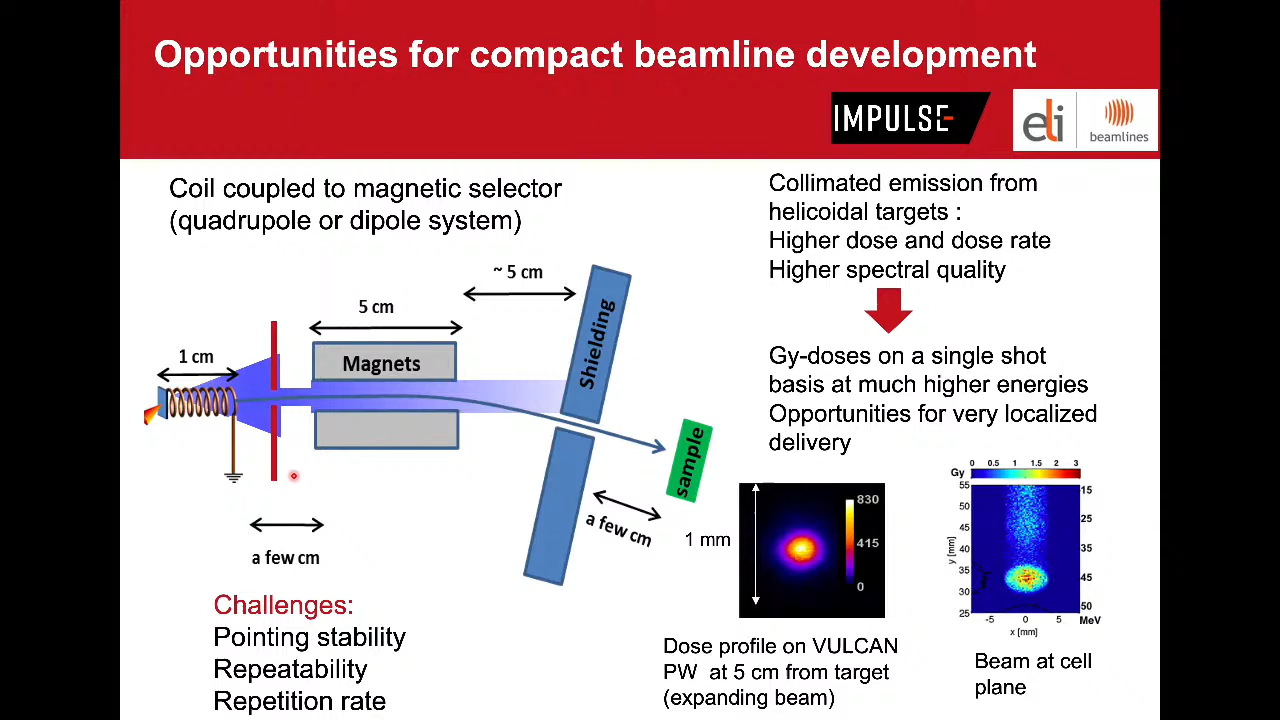 Opportunities for compact beamline development
IMPULSE
eli
beamlines
Coil coupled to magnetic selector
(quadrupole or dipole system)
~ 5 cm
5 cm
1 cm
Magnets
Shielding
sample
a few cm
a few cm
Challenges:
Pointing stability
Repeatability
Repetition rate
Collimated emission from
helicoidal targets :
Higher dose and dose rate
Higher spectral quality
Gy-doses on a single shot
basis at much higher energies
Opportunities for very localized
delivery
1 mm
830
415
0
Dose profile on VULCAN
PW at 5 cm from target
(expanding beam)
0 0.5 1 1.5 2 3
Gy
55
50
45
40
35
30
25
y [mm]
15
25
35
45
50
MeV
-5 0 5
x [mm]
Beam at cell
plane